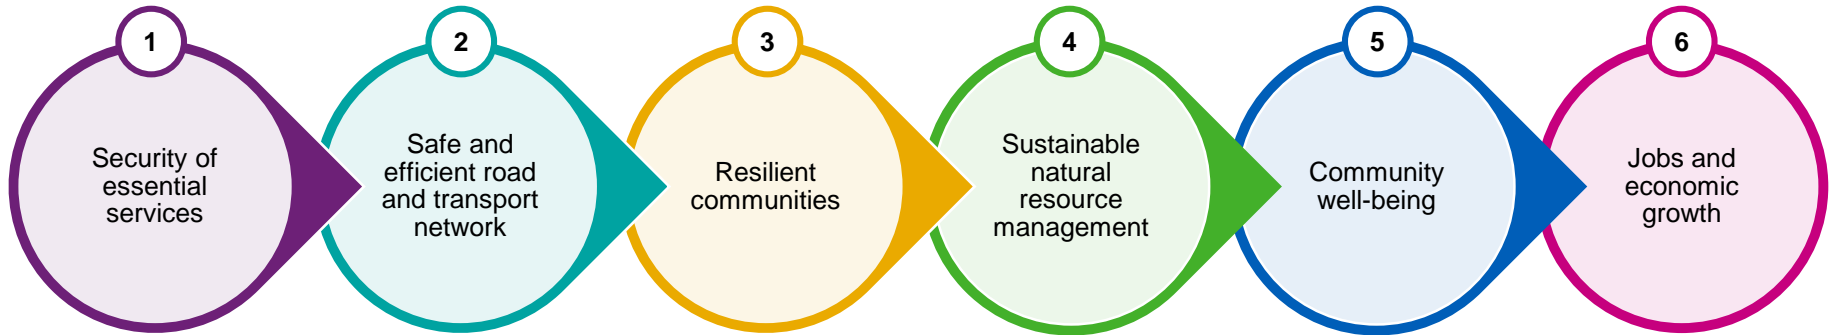 1
Security of
essential
services
2
Safe and
efficient road
and transport
network
3
Resilient
communities
4
Sustainable
natural
resource
management
5
Community
well-being
6
Jobs and
economic
growth